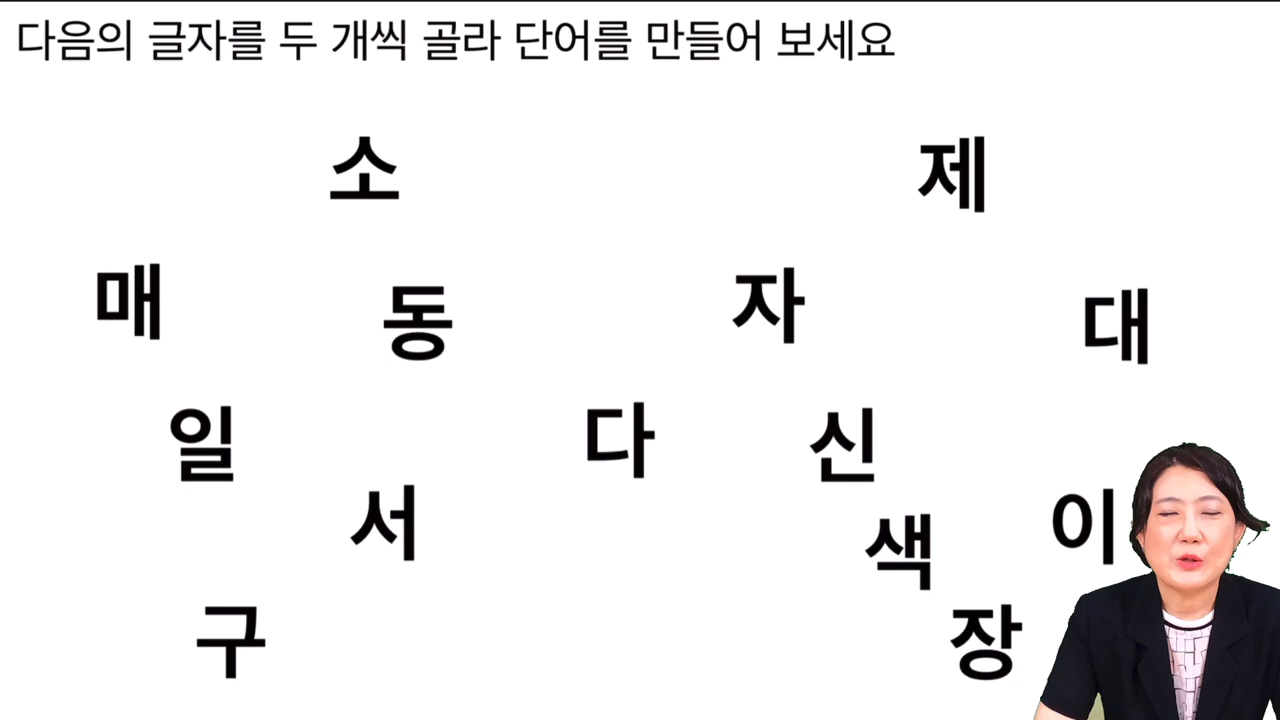 다음의 글자를 두 개씩 골라 단어를 만들어 보세요
소
제
매
동
자
대
일
다
신
서
색
이
구
장